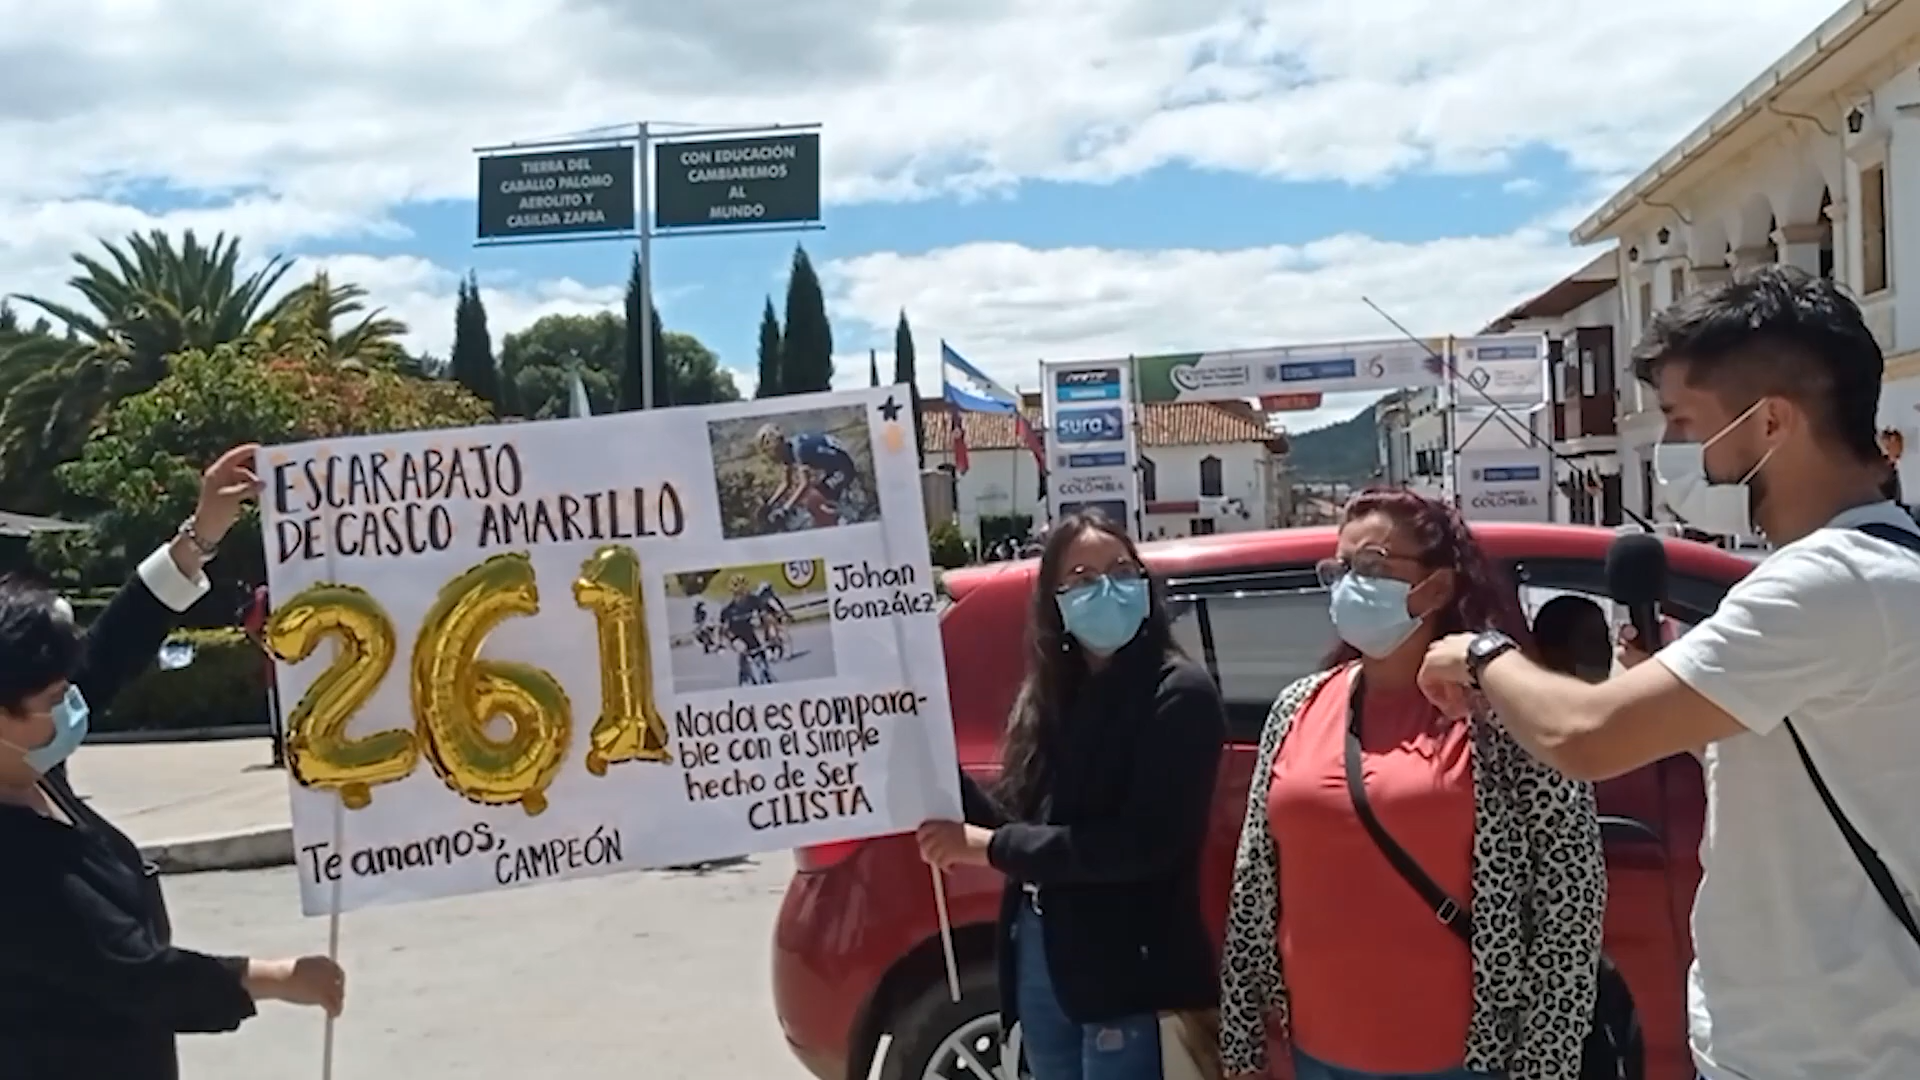 TIERRA DEL
CABALLO PALOMO
AEROLITO Y
CASILDA ZAFRA
CON EDUCACIÓN
CAMBIAREMOS
AL
MUNDO
ESCARABAJO
DE CASCO AMARILLO
261
50
Johan
González
Nada es compara-
ble con el simple
hecho de ser
CILISTA
Te amamos,
CAMPEÓN
sura
COLOMBIA
COLOMBIA